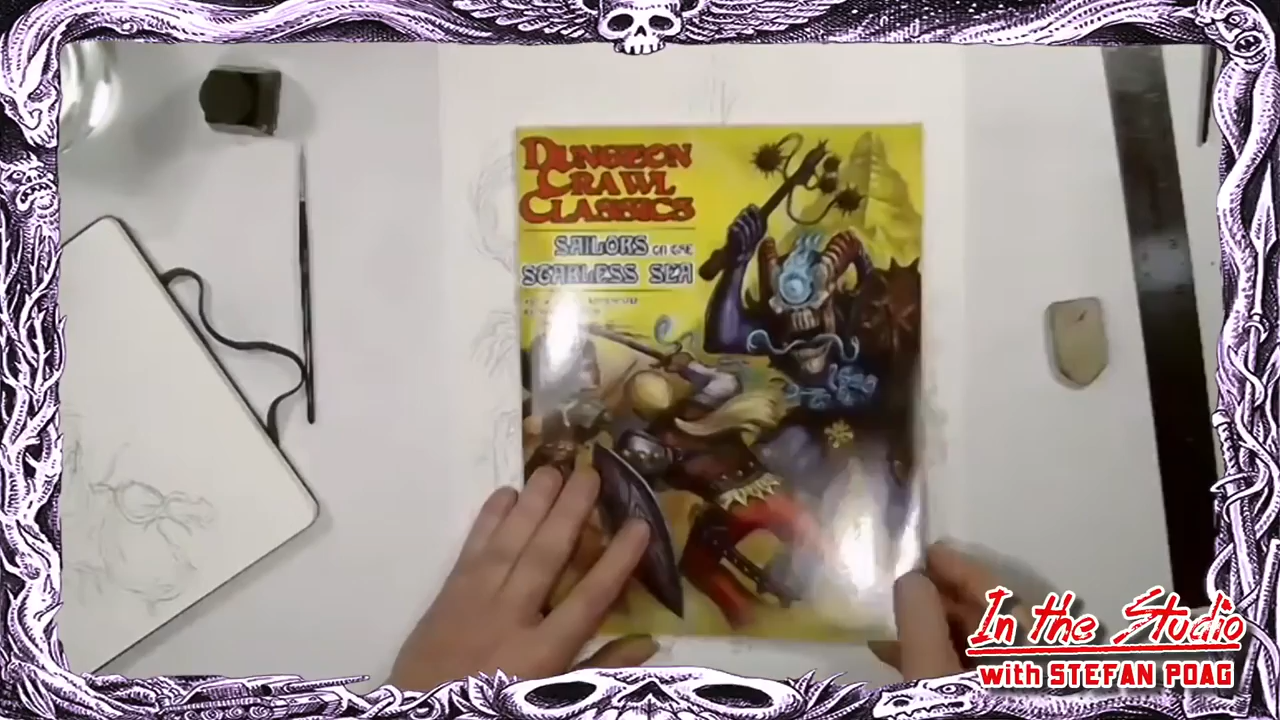 DUNGEON
CRAWL
CLASSICS
SAILORS ON THE
STARLESS SEA
In the Studio
with STEFAN POAG